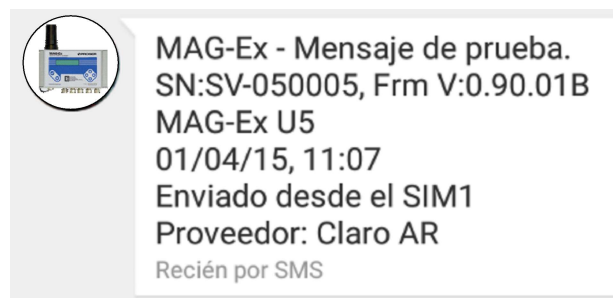 MAG-Ex - Mensaje de prueba.
SN:SV-050005, Frm V:0.90.01B
MAG-Ex U5
01/04/15, 11:07
Enviado desde el SIM1
Proveedor: Claro AR
Recién por SMS